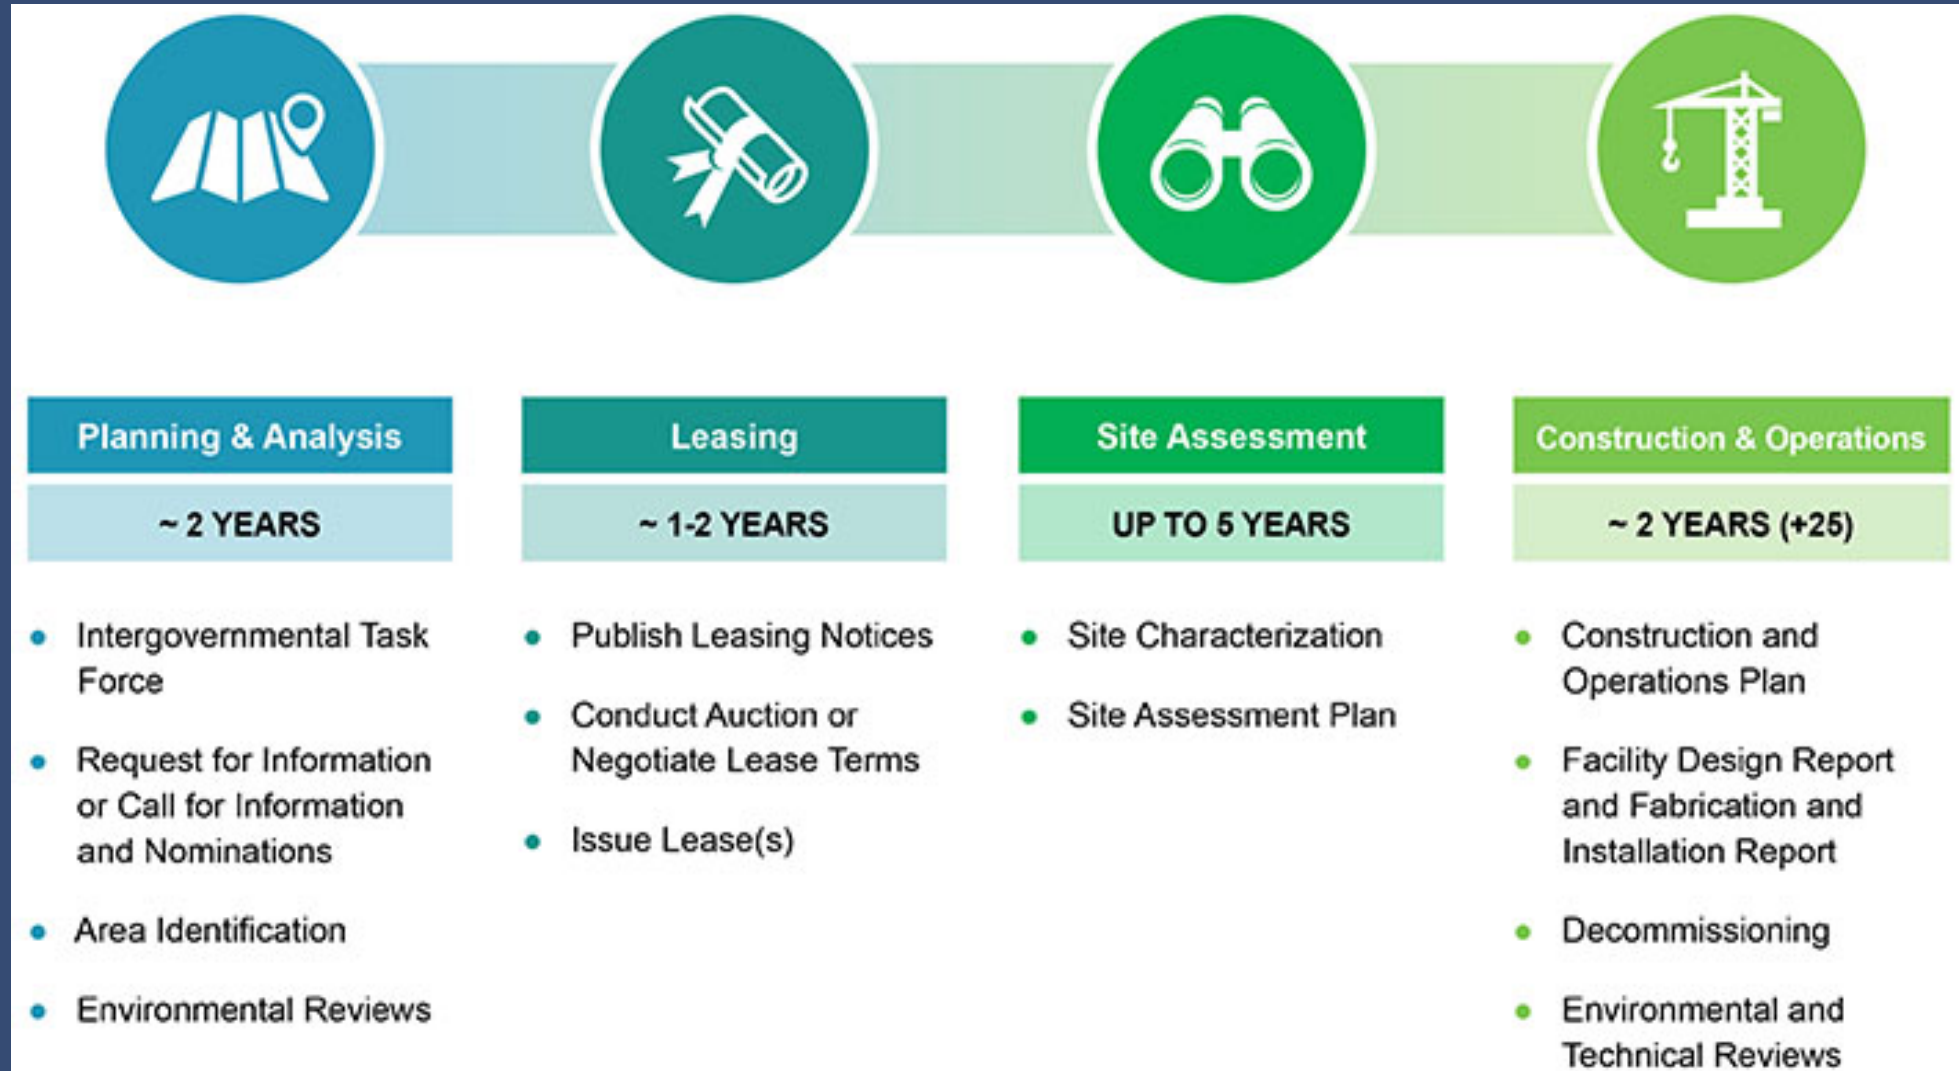 Planning & Analysis
~ 2 YEARS
• Intergovernmental Task
Force
• Request for Information
or Call for Information
and Nominations
• Area Identification
• Environmental Reviews
Leasing
~ 1-2 YEARS
• Publish Leasing Notices
• Conduct Auction or
Negotiate Lease Terms
• Issue Lease(s)
Site Assessment
UP TO 5 YEARS
• Site Characterization
• Site Assessment Plan
Construction & Operations
~ 2 YEARS (+25)
• Construction and
Operations Plan
• Facility Design Report
and Fabrication and
Installation Report
• Decommissioning
• Environmental and
Technical Reviews